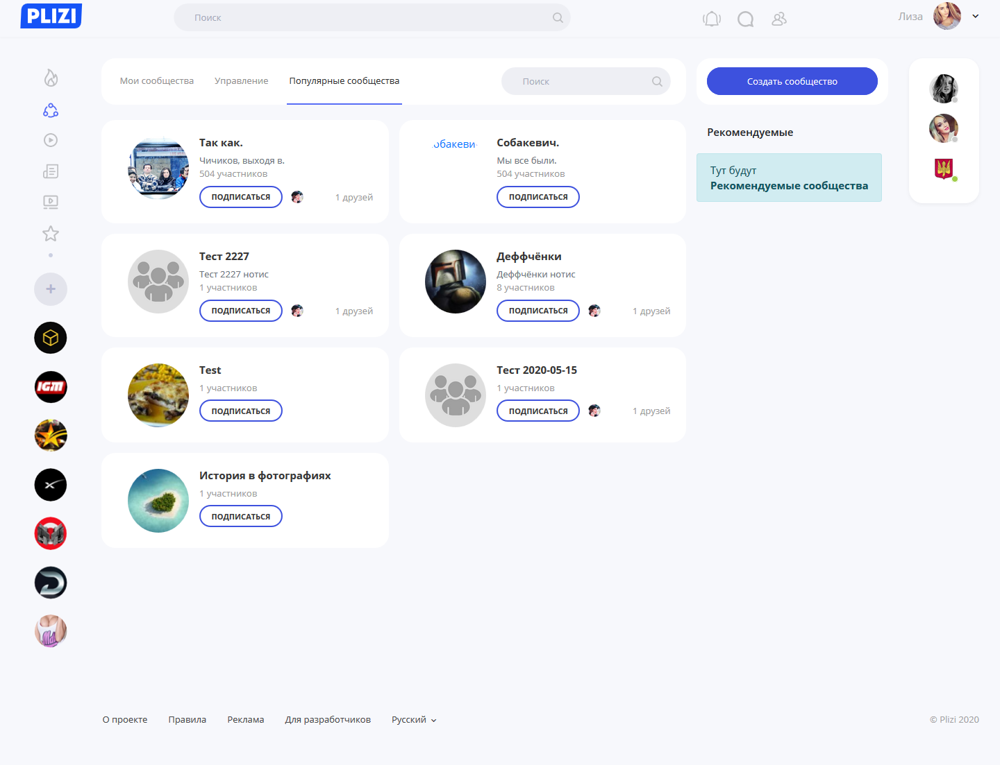 PLIZI
Поиск
Лиза
Мои сообщества
Управление
Популярные сообщества
Поиск
Создать сообщество
Так как.
Чичиков, выходя в.
504 участников
ПОДПИСАТЬСЯ
1 друзей
обакеви
Собакевич.
Мы все были.
504 участников
ПОДПИСАТЬСЯ
Рекомендуемые
Тут будут
Рекомендуемые сообщества
Тест 2227
Тест 2227 нотис
1 участников
ПОДПИСАТЬСЯ
1 друзей
Деффчёнки
Деффчёнки нотис
8 участников
ПОДПИСАТЬСЯ
1 друзей
Test
1 участников
ПОДПИСАТЬСЯ
Тест 2020-05-15
1 участников
ПОДПИСАТЬСЯ
1 друзей
История в фотографиях
1 участников
ПОДПИСАТЬСЯ
IGM
О проекте
Правила
Реклама
Для разработчиков
Русский
© Plizi 2020